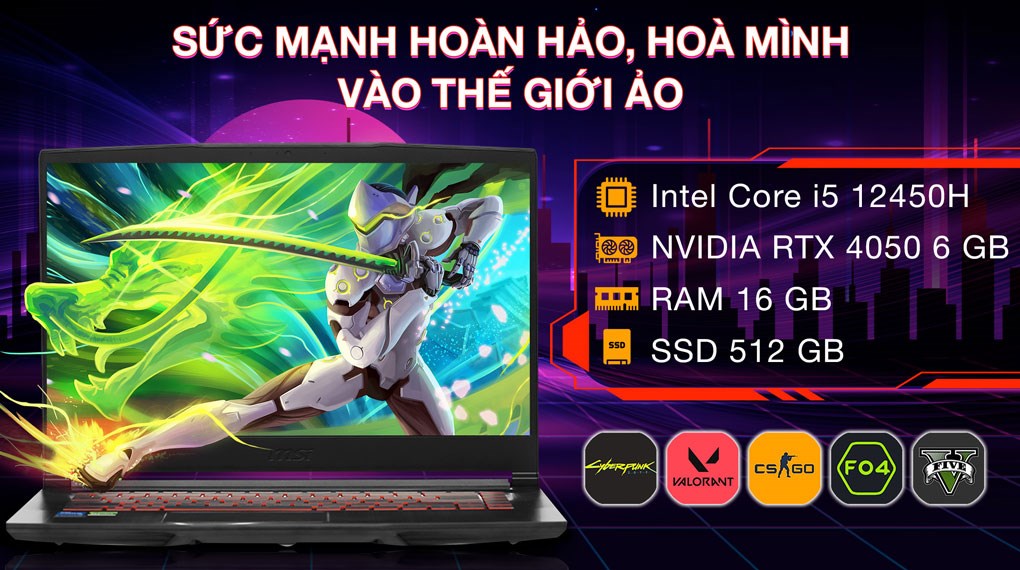 SỨC MẠNH HOÀN HẢO, HOÀ MÌNH
VÀO THẾ GIỚI ẢO
Intel Core i5 12450H
NVIDIA RTX 4050 6 GB
RAM 16 GB
SSD
SSD 512 GB
msi
CYBERPUNK
VALORANT
CS GO
FO4
V
FIVE